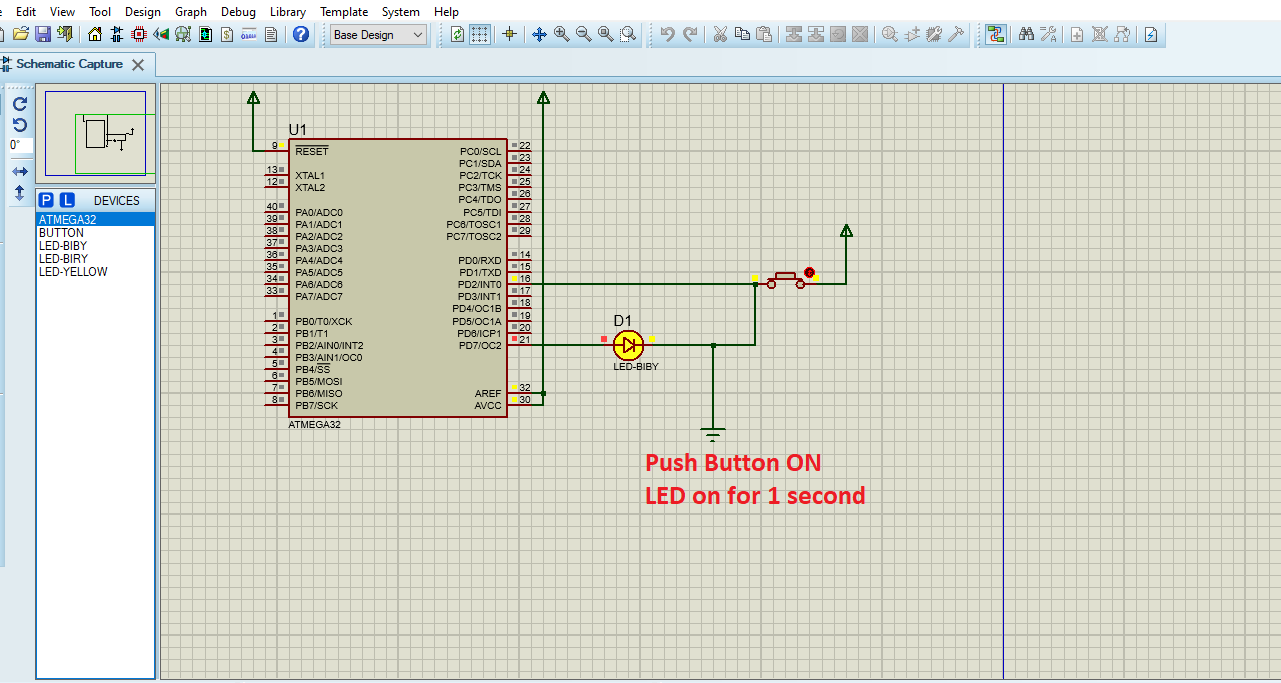 Edit View Tool Design Graph Debug Library Template System Help
Base Design
Schematic Capture
0°
P L DEVICES
ATMEGA32
BUTTON
LED-BIBY
LED-BIRY
LED-YELLOW
U1
9 RESET
13 XTAL1
12 XTAL2
40 PA0/ADC0
39 PA1/ADC1
38 PA2/ADC2
37 PA3/ADC3
36 PA4/ADC4
35 PA5/ADC5
34 PA6/ADC6
33 PA7/ADC7
1 PB0/T0/XCK
2 PB1/T1
3 PB2/AIN0/INT2
4 PB3/AIN1/OC0
5 PB4/SS
6 PB5/MOSI
7 PB6/MISO
8 PB7/SCK
PC0/SCL 22
PC1/SDA 23
PC2/TCK 24
PC3/TMS 25
PC4/TDO 26
PC5/TDI 27
PC6/TOSC1 28
PC7/TOSC2 29
PD0/RXD 14
PD1/TXD 15
PD2/INT0 16
PD3/INT1 17
PD4/OC1B 18
PD5/OC1A 19
PD6/ICP1 20
PD7/OC2 21
AREF 32
AVCC 30
ATMEGA32
D1
LED-BIBY
Push Button ON
LED on for 1 second